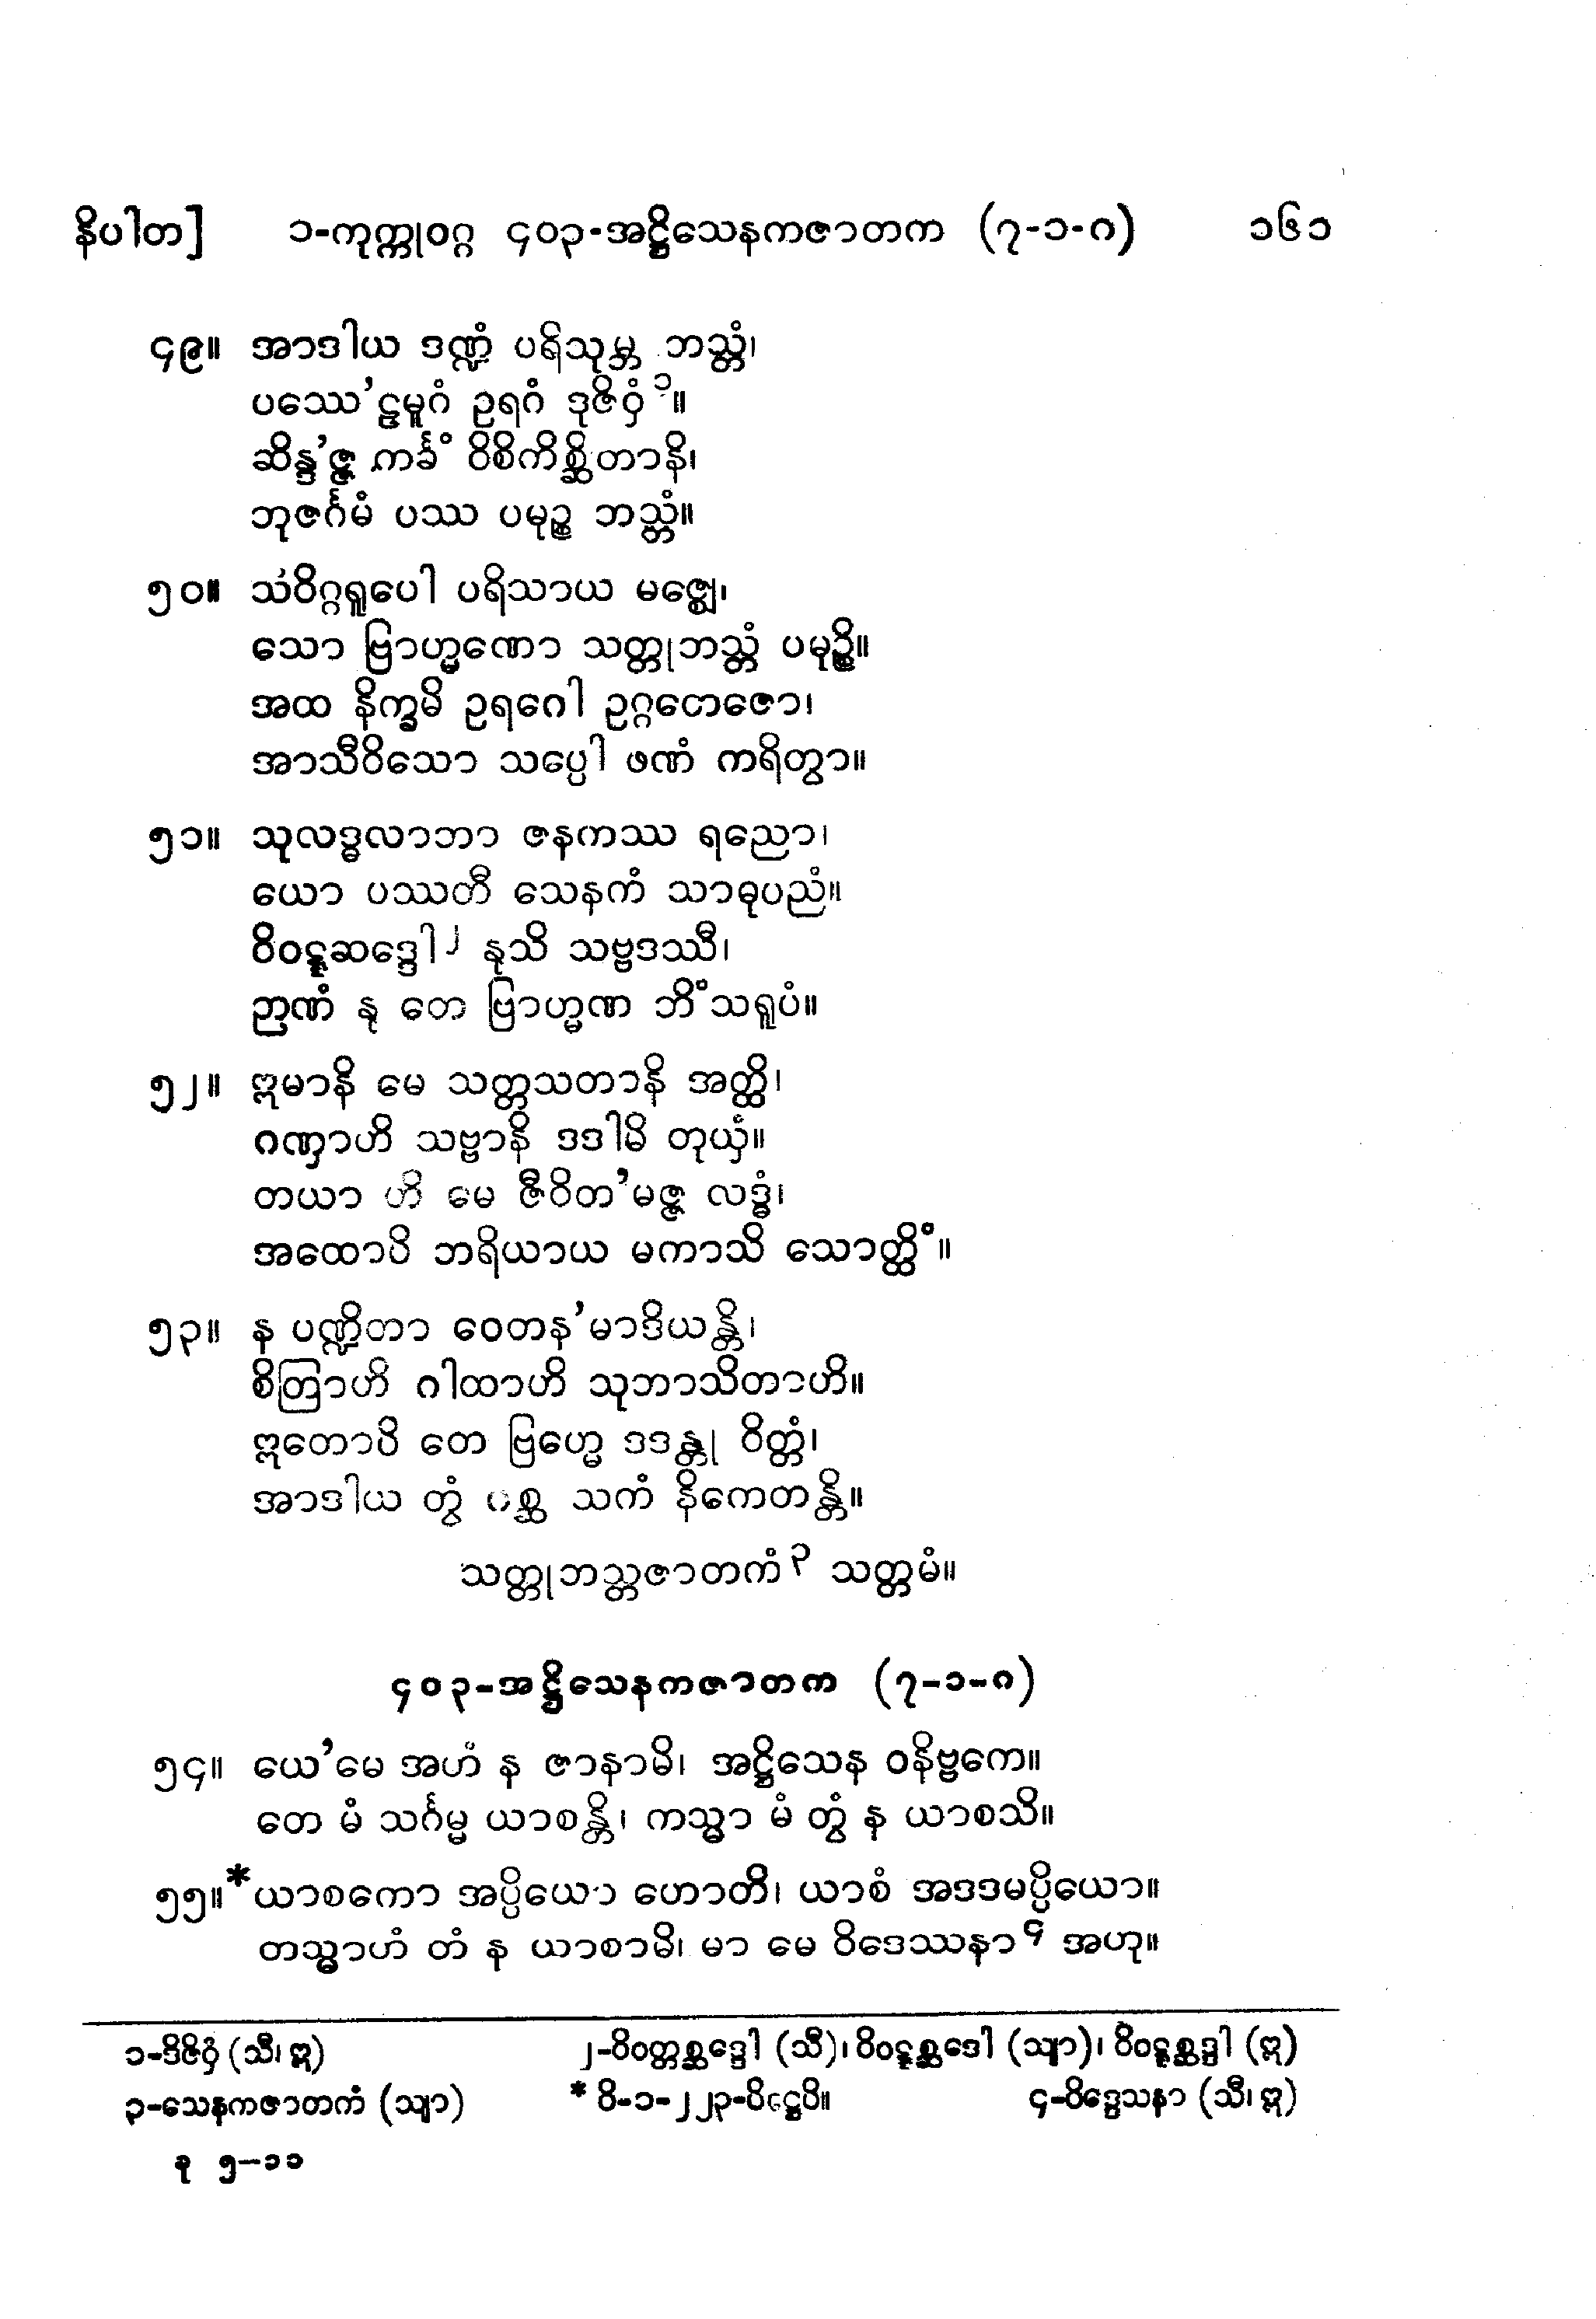 နိပါတ]     ၁-ကုက္ကုဝဂ္ဂ ၄၀၃-အဋ္ဌိသေနကဇာတက (၇-၁-ဂ)     ၁၆၁
၄၉။ အာဒါယ ဒဏ္ဍံ ပရိသုမ္ဘ ဘသ္တံ၊
ပဿေ’ဠမူဂံ ဥရဂံ ဒုဇိဝှံ၁။
ဆိန္ဒ’ဇ္ဇ ကင်္ခံ ဝိစိကိစ္ဆိတာနိ၊
ဘုဇင်္ဂမံ ပဿ ပမုဉ္စ ဘသ္တံ။
၅၀။ သံဝိဂ္ဂရူပေါ ပရိသာယ မဇ္ဈေ၊
သော ဗြာဟ္မဏော သတ္တုဘသ္တံ ပမုဉ္စိ။
အထ နိက္ခမိ ဥရဂေါ ဥဂ္ဂတေဇော၊
အာသီဝိသော သပ္ပေါ ဖဏံ ကရိတွာ။
၅၁။ သုလဒ္ဓလာဘာ ဇနကဿ ရညော၊
ယော ပဿတီ သေနကံ သာဓုပညံ။
ဝိဝဋ္ဋဆဒ္ဒေါ၂ နုသိ သဗ္ဗဒဿီ၊
ဉာဏံ နု တေ ဗြာဟ္မဏ ဘိံသရူပံ။
၅၂။ ဣမာနိ မေ သတ္တသတာနိ အတ္ထိ၊
ဂဏှာဟိ သဗ္ဗာနိ ဒဒါမိ တုယှံ။
တယာ ဟိ မေ ဇီဝိတ’မဇ္ဇ လဒ္ဓံ၊
အထောပိ ဘရိယာယ မကာသိ သောတ္ထိံ။
၅၃။ န ပဏ္ဍိတာ ဝေတန’မာဒိယန္တိ၊
စိတြာဟိ ဂါထာဟိ သုဘာသိတာဟိ။
ဣတောပိ တေ ဗြဟ္မေ ဒဒန္တု ဝိတ္တံ၊
အာဒါယ တွံ ဂစ္ဆ သကံ နိကေတန္တိ။
သတ္တုဘသ္တဇာတကံ၃ သတ္တမံ။
၄၀၃-အဋ္ဌိသေနကဇာတက (၇-၁-ဂ)
၅၄။ ယေ’မေ အဟံ န ဇာနာမိ၊ အဋ္ဌိသေန ဝနိဗ္ဗကေ။
တေ မံ သင်္ဂမ္မ ယာစန္တိ၊ ကသ္မာ မံ တွံ န ယာစသိ။
၅၅။ *ယာစကော အပ္ပိယော ဟောတိ၊ ယာစံ အဒဒမပ္ပိယော။
တသ္မာဟံ တံ န ယာစာမိ၊ မာ မေ ဝိဒေဿနာ၄ အဟု။
၁-ဒိဇိဝှံ (သီ၊ ဣ)     ၂-ဝိဝတ္တစ္ဆဒ္ဒေါ (သီ)၊ ဝိဝဋ္ဋစ္ဆဒေါ (သျာ)၊ ဝိဝဋ္ဋစ္ဆဒ္ဒါ (ဣ)
၃-သေနကဇာတကံ (သျာ)     * ဝိ-၁-၂၂၃-ပိဋ္ဌေပိ။     ၄-ဝိဒ္ဒေသနာ (သီ၊ ဣ)
နု ၅–၁၁